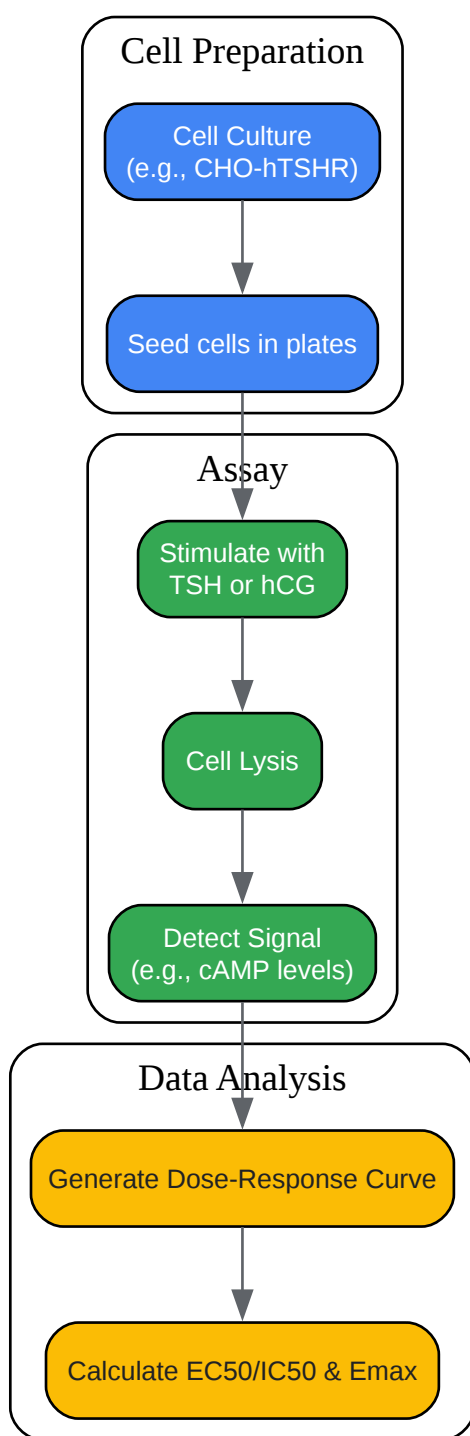 Cell Preparation
Cell Culture
(e.g., CHO-hTSHR)
Seed cells in plates
Assay
Stimulate with
TSH or hCG
Cell Lysis
Detect Signal
(e.g., cAMP levels)
Data Analysis
Generate Dose-Response Curve
Calculate EC50/IC50 & Emax